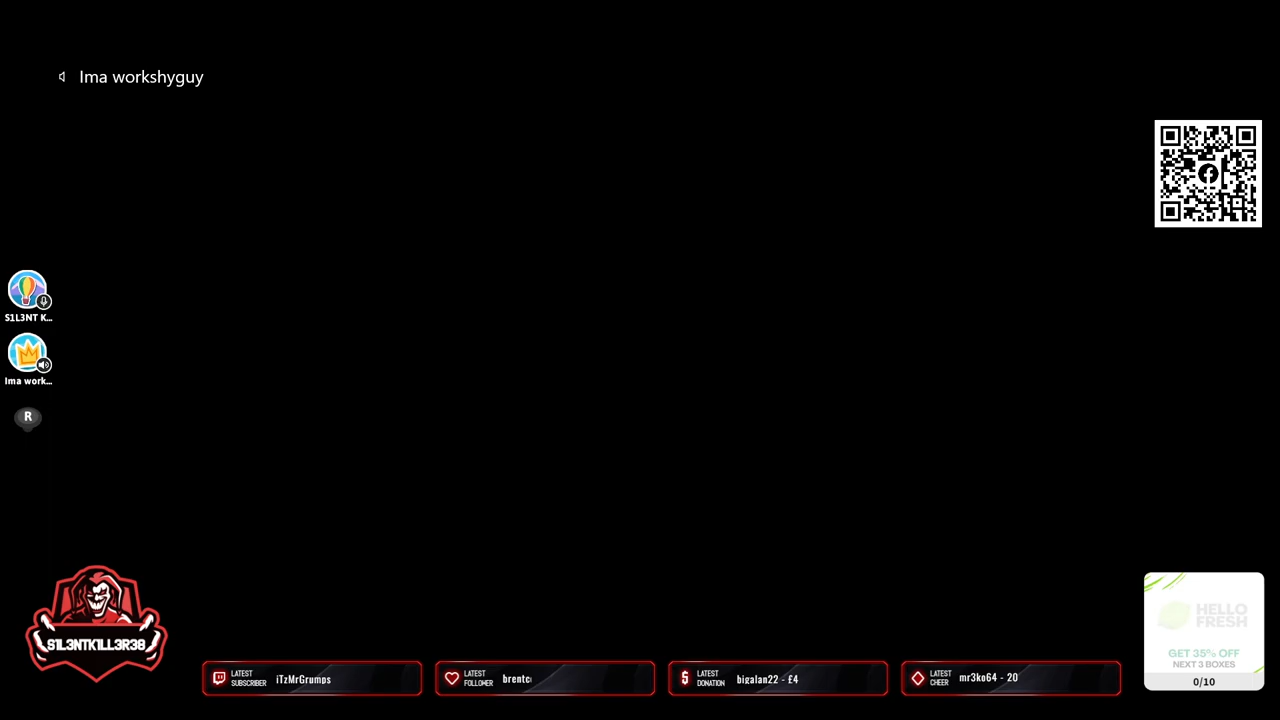 Ima workshyguy
S1L3NT K...
Ima work...
R
S1L3NTK1LL3R38
LATEST SUBSCRIBER
iTzMrGrumps
LATEST FOLLOWER
brentc
LATEST DONATION
bigalan22 - £4
LATEST CHEER
mr3ko64 - 20
HELLO
FRESH
GET 35% OFF
NEXT 3 BOXES
0/10